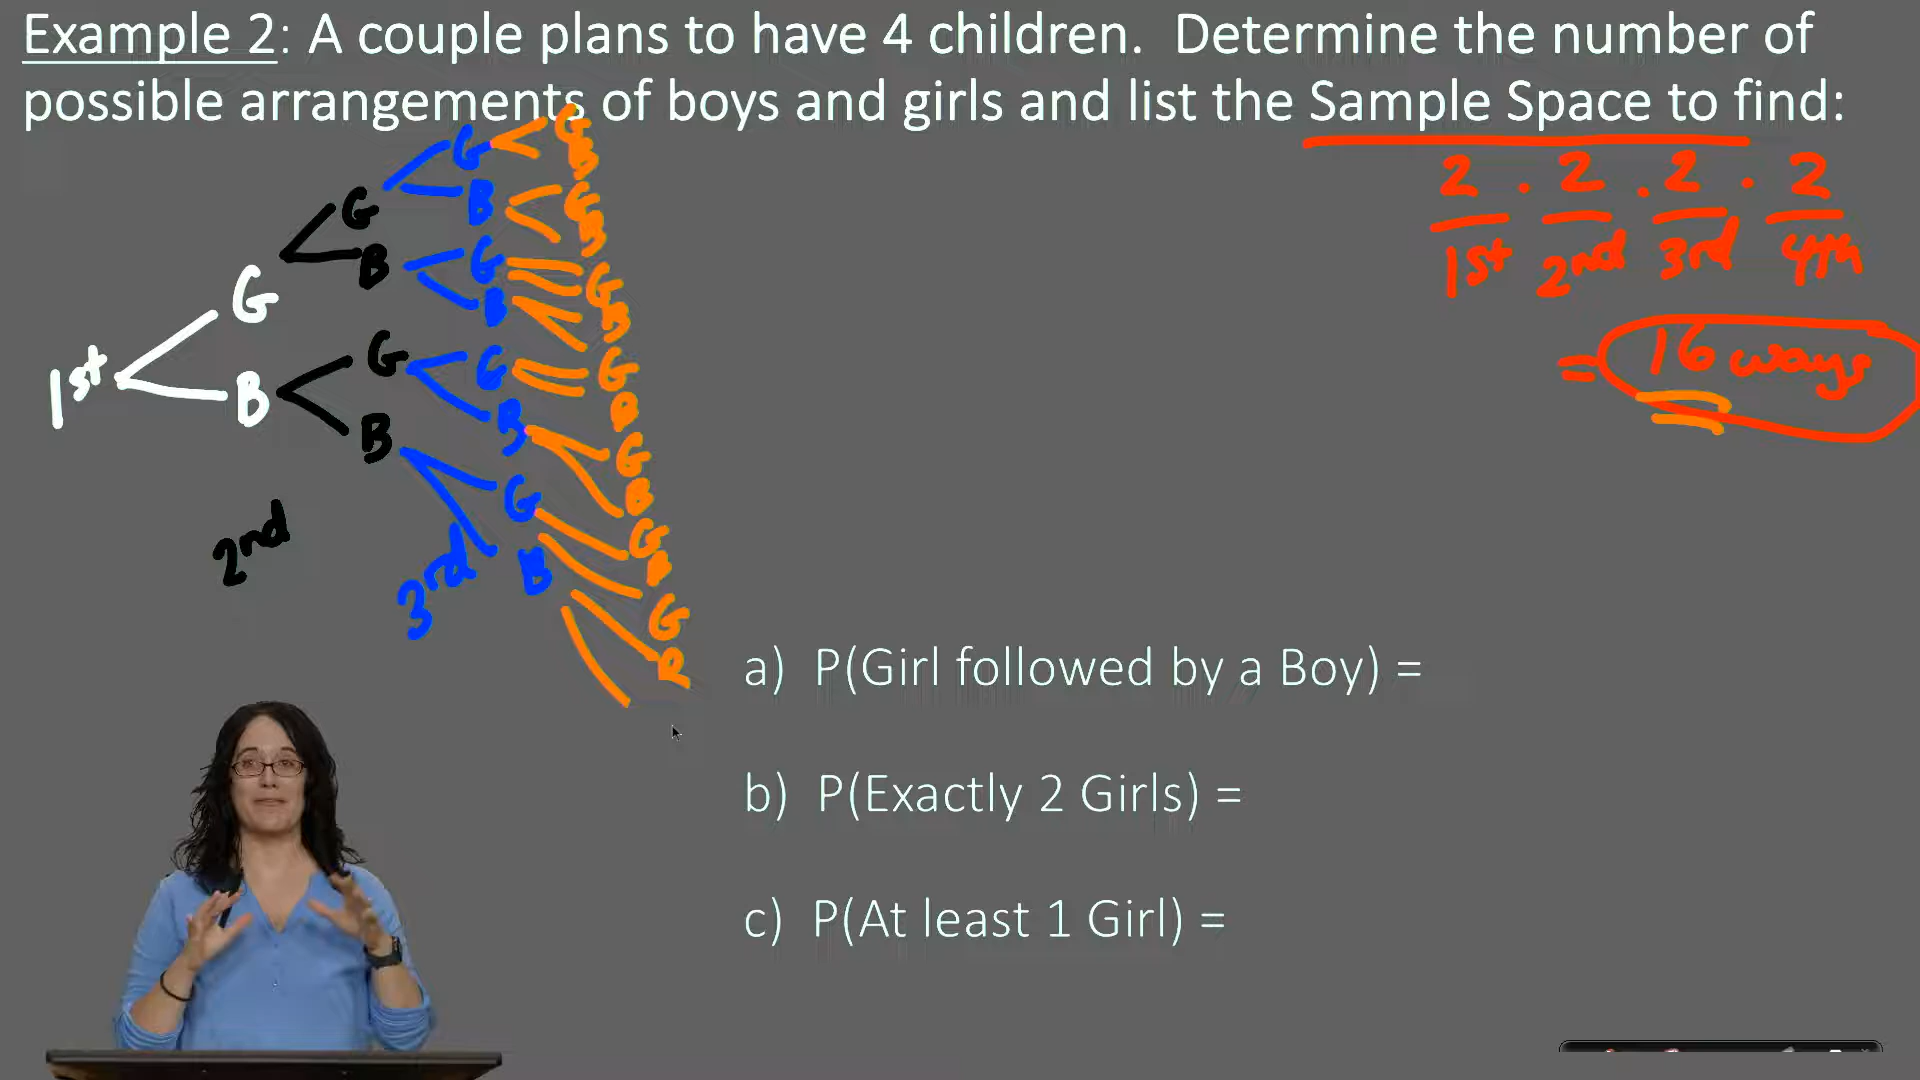 Example 2: A couple plans to have 4 children. Determine the number of
possible arrangements of boys and girls and list the Sample Space to find:
2 · 2 · 2 · 2
1st 2nd 3rd 4th
= 16 ways
1st
G
B
2nd
G
B
G
B
3rd
G
B
G
B
G
B
G
B
G
B
G
B
G
B
G
G
B
G
B
G
a) P(Girl followed by a Boy) =
b) P(Exactly 2 Girls) =
c) P(At least 1 Girl) =